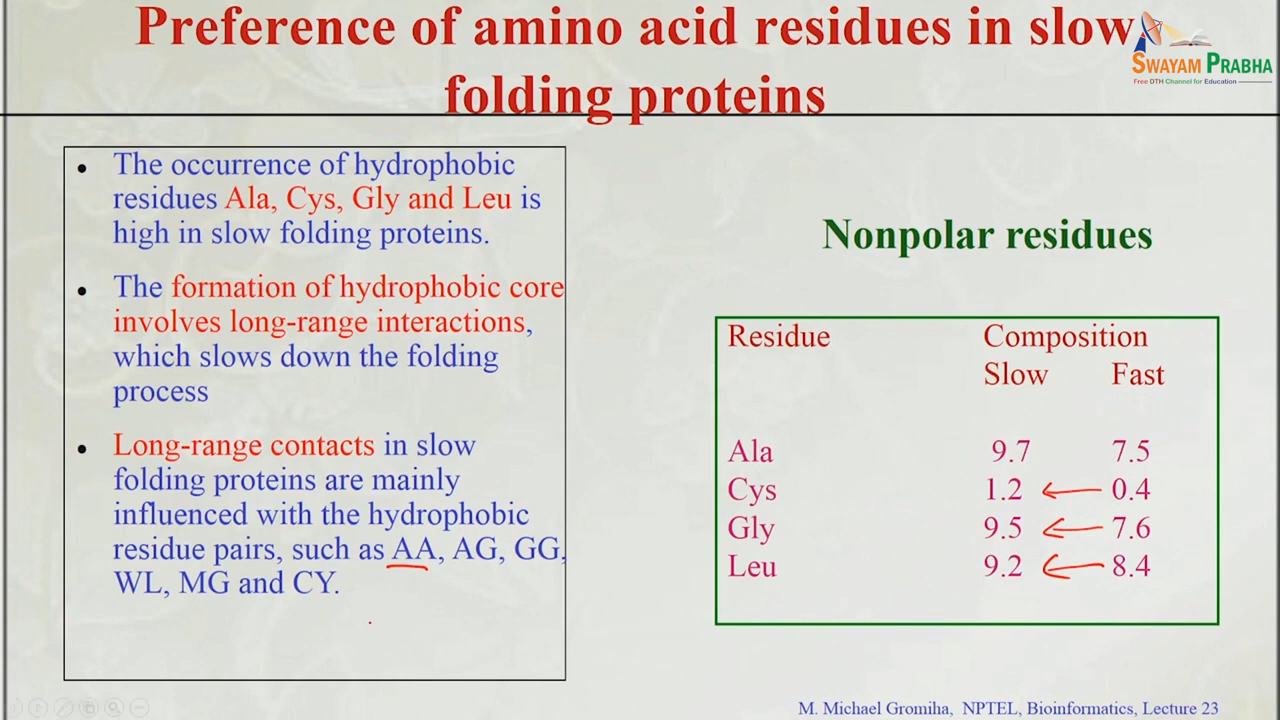 Preference of amino acid residues in slow
folding proteins
SWAYAM PRABHA
Free DTH Channel for Education
• The occurrence of hydrophobic
residues Ala, Cys, Gly and Leu is
high in slow folding proteins.
• The formation of hydrophobic core
involves long-range interactions,
which slows down the folding
process
• Long-range contacts in slow
folding proteins are mainly
influenced with the hydrophobic
residue pairs, such as AA, AG, GG,
WL, MG and CY.
Nonpolar residues
Residue Composition
Slow Fast
Ala 9.7 7.5
Cys 1.2 0.4
Gly 9.5 7.6
Leu 9.2 8.4
M. Michael Gromiha, NPTEL, Bioinformatics, Lecture 23